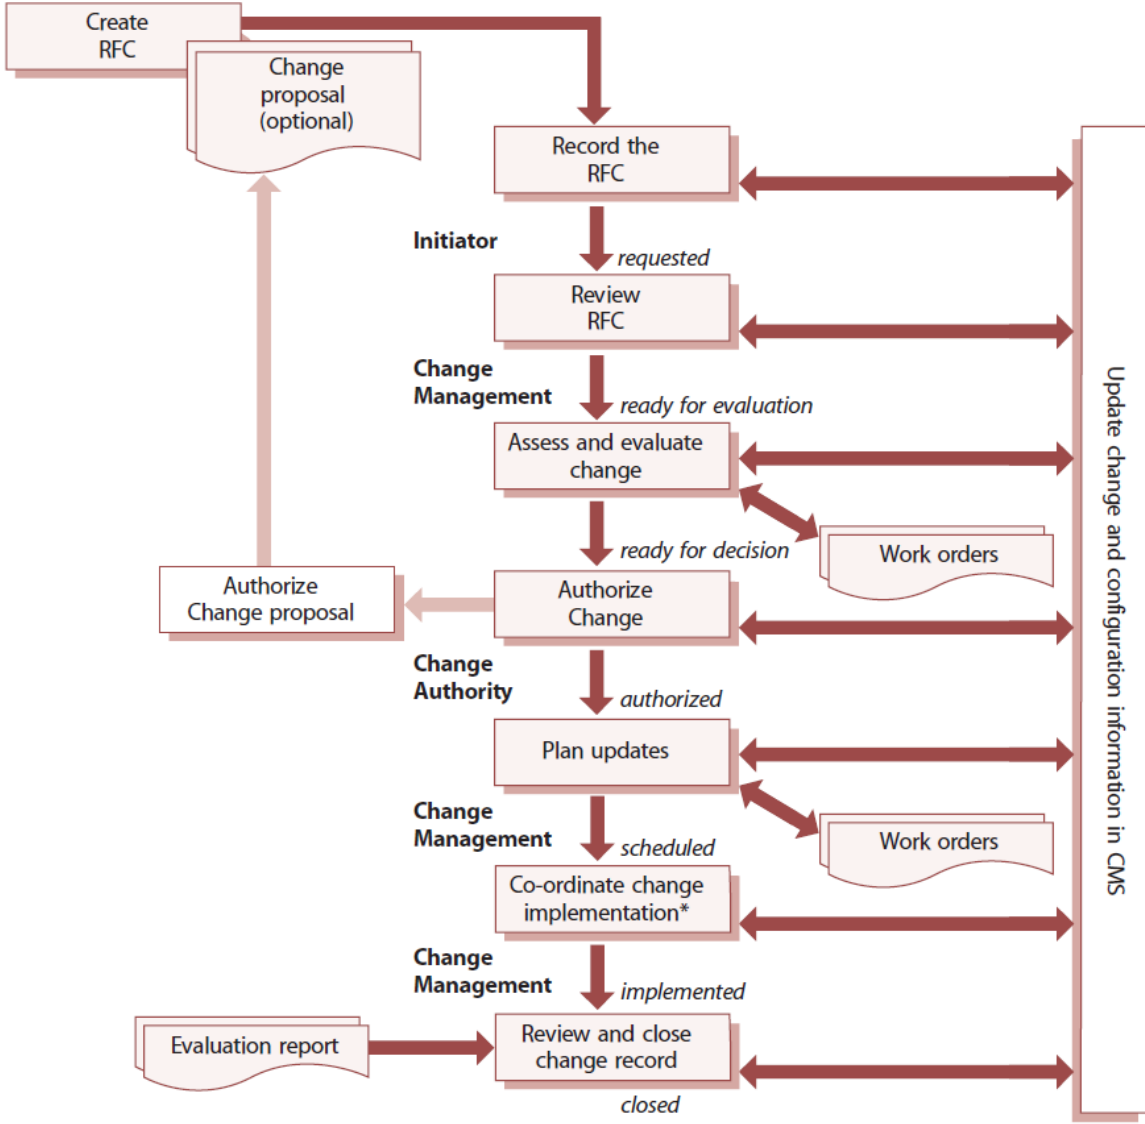 Create
RFC
Change
proposal
(optional)
Record the
RFC
Initiator
requested
Review
RFC
Change
Management
ready for evaluation
Assess and evaluate
change
ready for decision
Work orders
Authorize
Change proposal
Authorize
Change
Change
Authority
authorized
Plan updates
Change
Management
scheduled
Work orders
Co-ordinate change
implementation*
Change
Management
implemented
Evaluation report
Review and close
change record
closed
Update change and configuration information in CMS